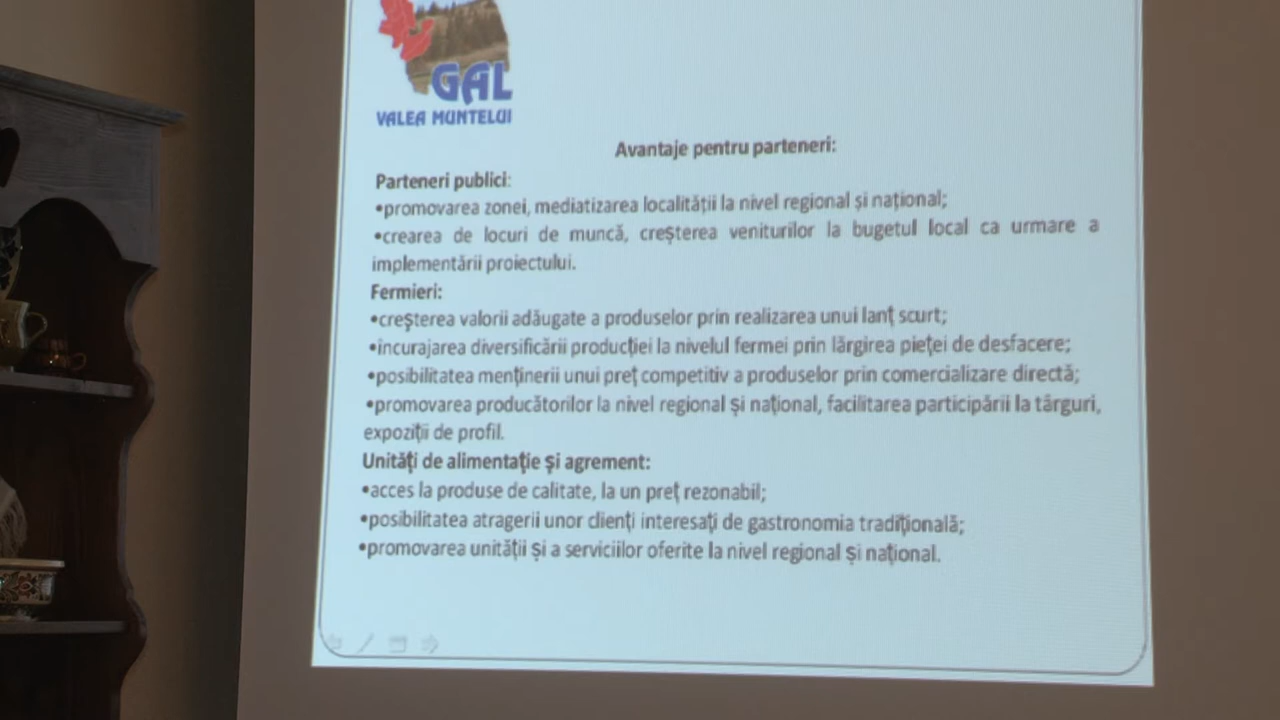 GAL
VALEA MUNTELUI
Avantaje pentru parteneri:
Parteneri publici:
•promovarea zonei, mediatizarea localității la nivel regional și național;
•crearea de locuri de muncă, creșterea veniturilor la bugetul local ca urmare a
implementării proiectului.
Fermieri:
•creșterea valorii adăugate a produselor prin realizarea unui lanț scurt;
•incurajarea diversificării producției la nivelul fermei prin lărgirea pieței de desfacere;
•posibilitatea menținerii unui preț competitiv a produselor prin comercializare directă;
•promovarea producătorilor la nivel regional și național, facilitarea participării la târguri,
expoziții de profil.
Unități de alimentație și agrement:
•acces la produse de calitate, la un preț rezonabil;
•posibilitatea atragerii unor clienți interesați de gastronomia tradițională;
•promovarea unității și a serviciilor oferite la nivel regional și național.